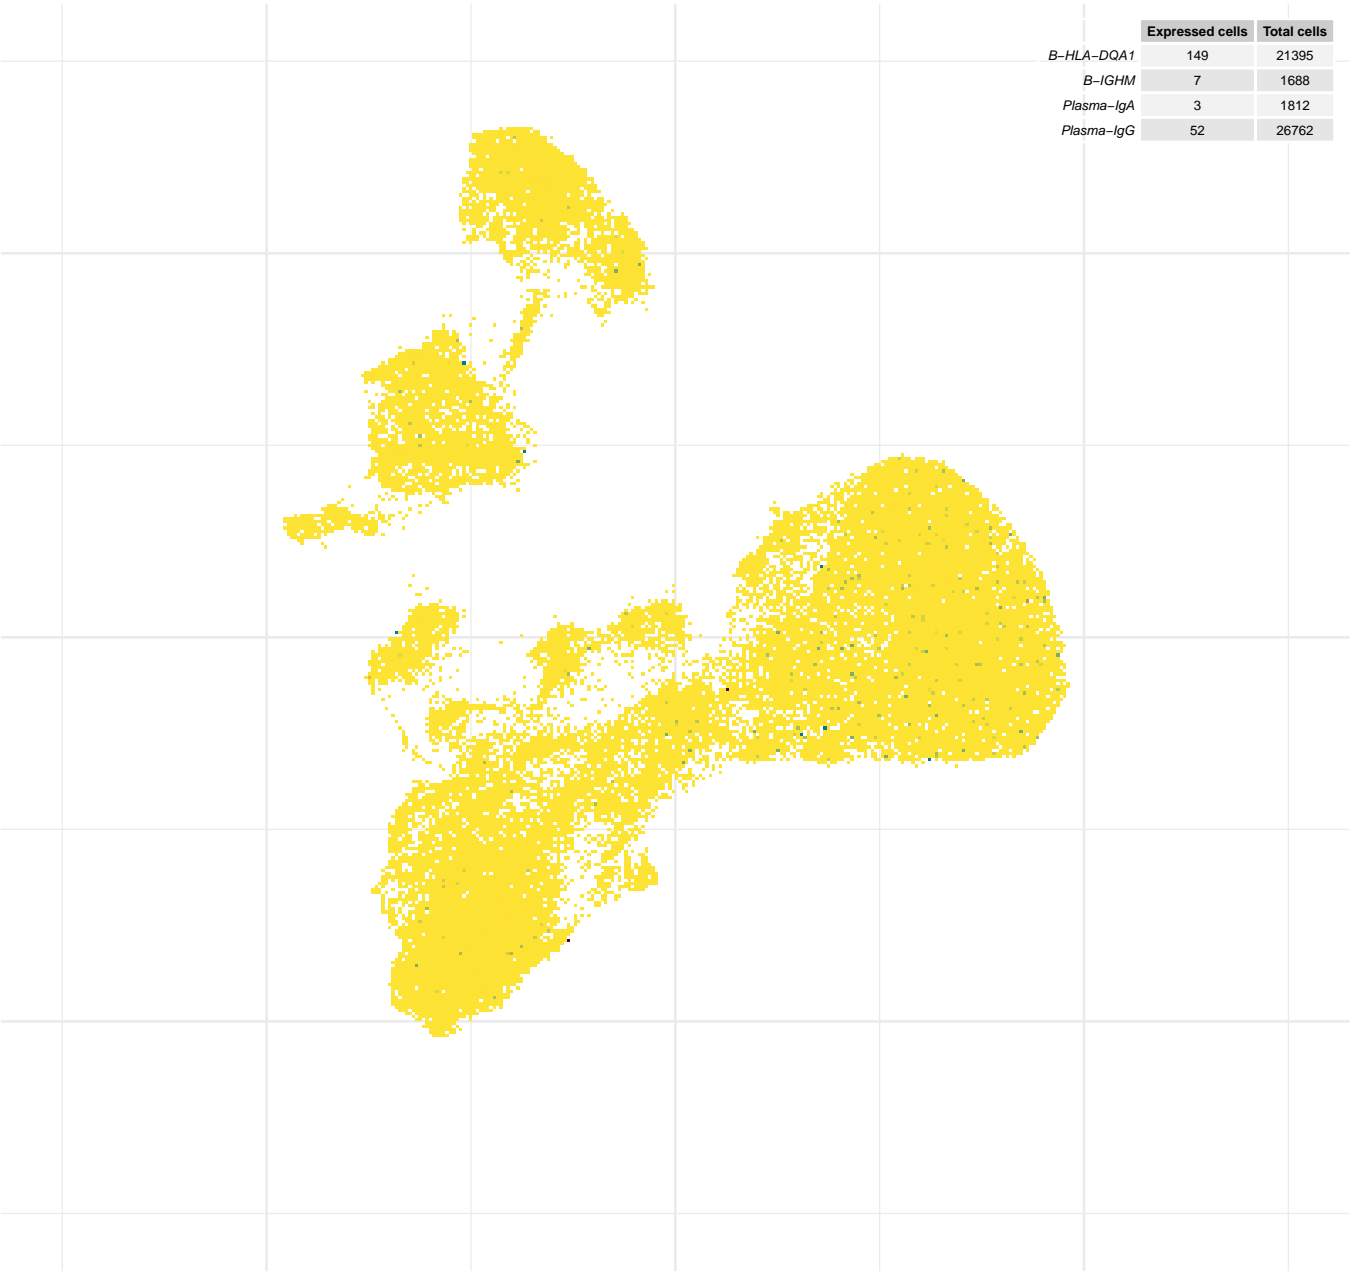 Expressed cells Total cells
B−HLA−DQA1 149 21395
B−IGHM 7 1688
Plasma−IgA 3 1812
Plasma−IgG 52 26762